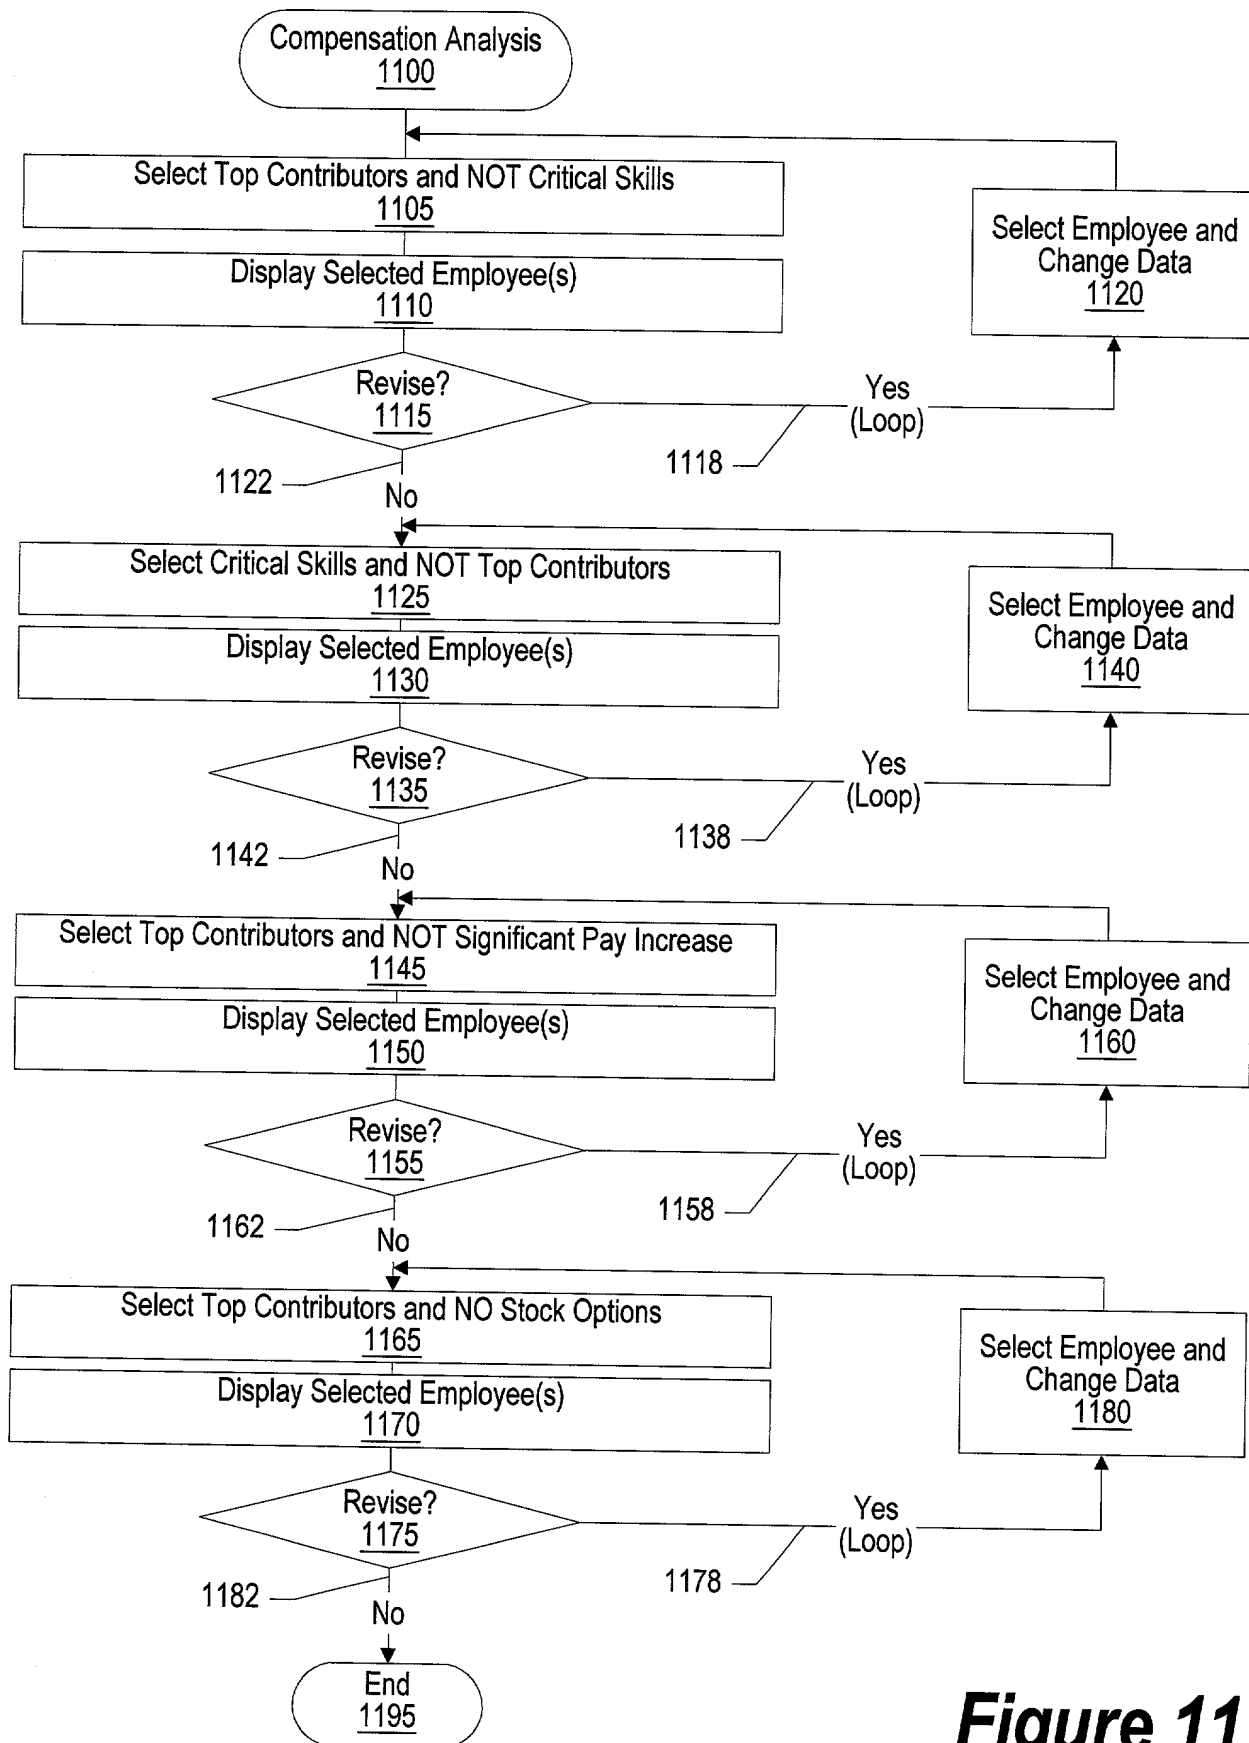 Compensation Analysis
1100
Select Top Contributors and NOT Critical Skills
1105
Select Employee and
Change Data
1120
Display Selected Employee(s)
1110
Revise?
1115
Yes
(Loop)
1118
1122
No
Select Critical Skills and NOT Top Contributors
1125
Select Employee and
Change Data
1140
Display Selected Employee(s)
1130
Revise?
1135
Yes
(Loop)
1138
1142
No
Select Top Contributors and NOT Significant Pay Increase
1145
Select Employee and
Change Data
1160
Display Selected Employee(s)
1150
Revise?
1155
Yes
(Loop)
1158
1162
No
Select Top Contributors and NO Stock Options
1165
Select Employee and
Change Data
1180
Display Selected Employee(s)
1170
Revise?
1175
Yes
(Loop)
1178
1182
No
End
1195
Figure 11